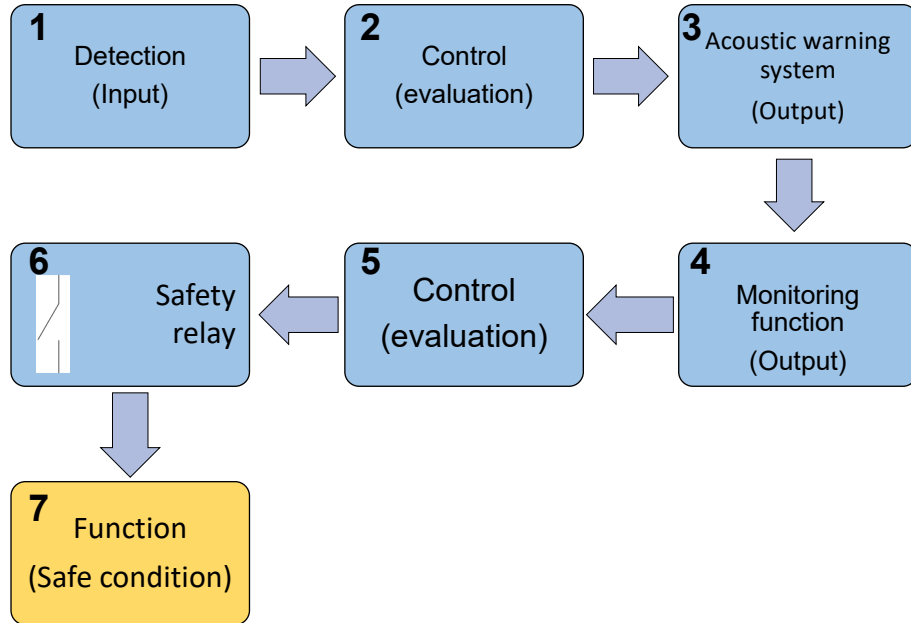 1
Detection
(Input)
2
Control
(evaluation)
3
Acoustic warning
system
(Output)
4
Monitoring
function
(Output)
5
Control
(evaluation)
6
Safety
relay
7
Function
(Safe condition)